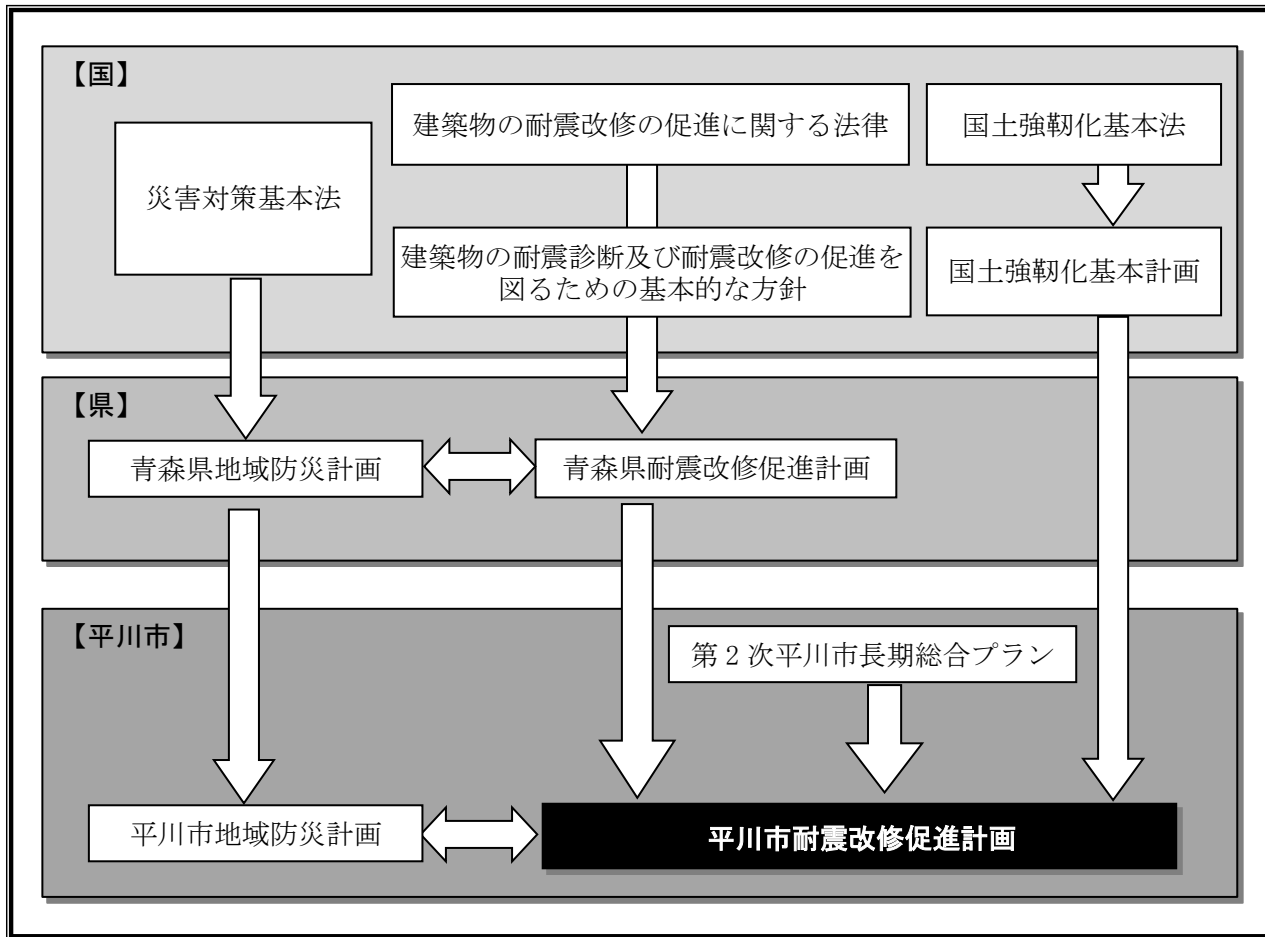 【国】
建築物の耐震改修の促進に関する法律
国土強靭化基本法
災害対策基本法
建築物の耐震診断及び耐震改修の促進を
図るための基本的な方針
国土強靭化基本計画
【県】
青森県地域防災計画
青森県耐震改修促進計画
【平川市】
第2次平川市長期総合プラン
平川市地域防災計画
平川市耐震改修促進計画